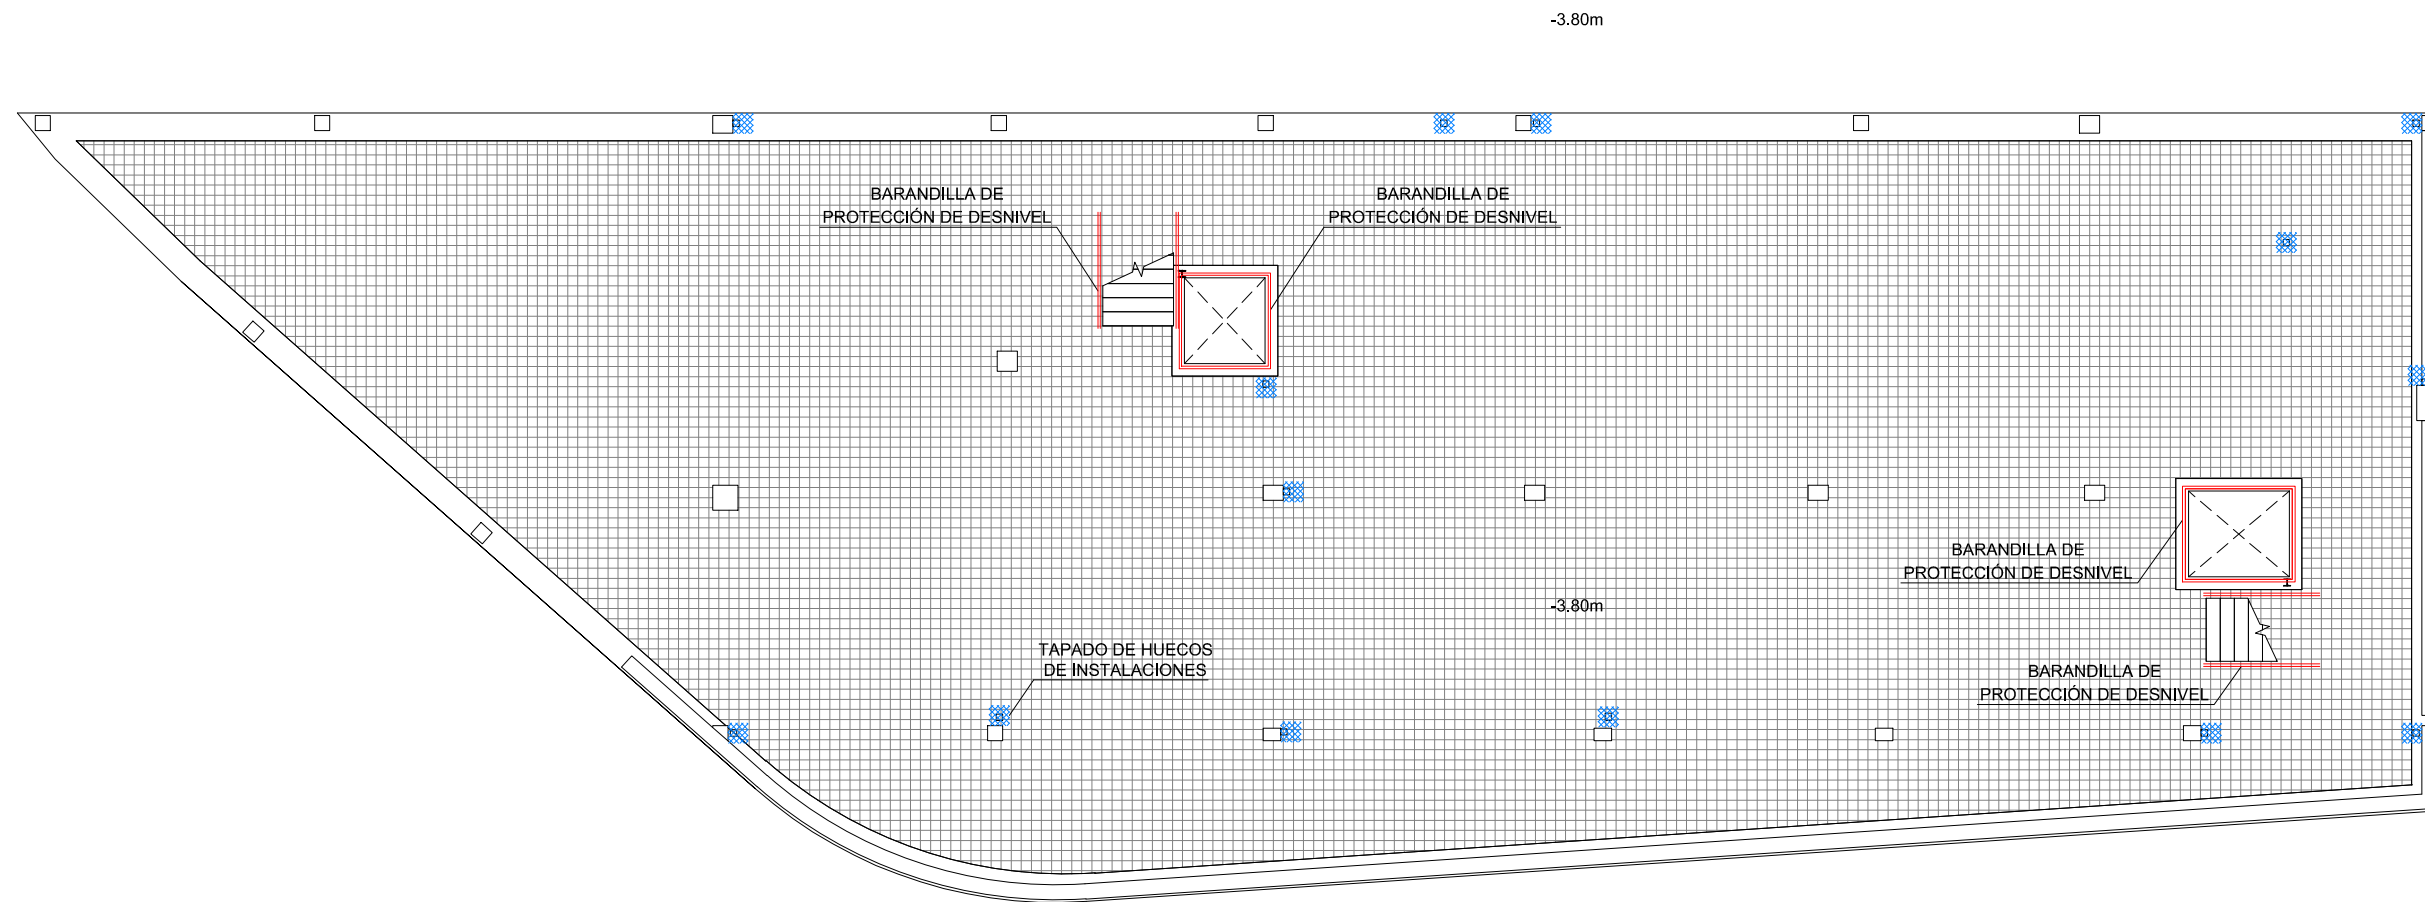 -3.80m
BARANDILLA DE
PROTECCIÓN DE DESNIVEL
BARANDILLA DE
PROTECCIÓN DE DESNIVEL
BARANDILLA DE
PROTECCIÓN DE DESNIVEL
-3.80m
TAPADO DE HUECOS
DE INSTALACIONES
BARANDILLA DE
PROTECCIÓN DE DESNIVEL